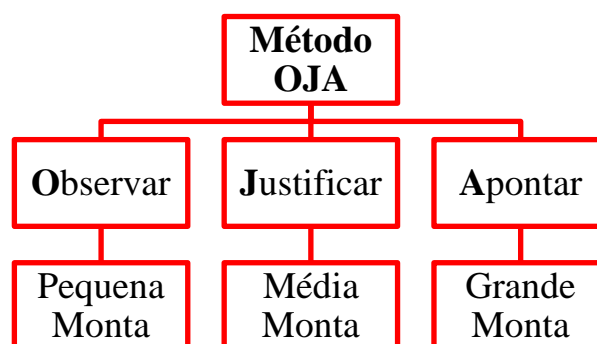 Método
OJA
Observar
Justificar
Apontar
Pequena
Monta
Média
Monta
Grande
Monta